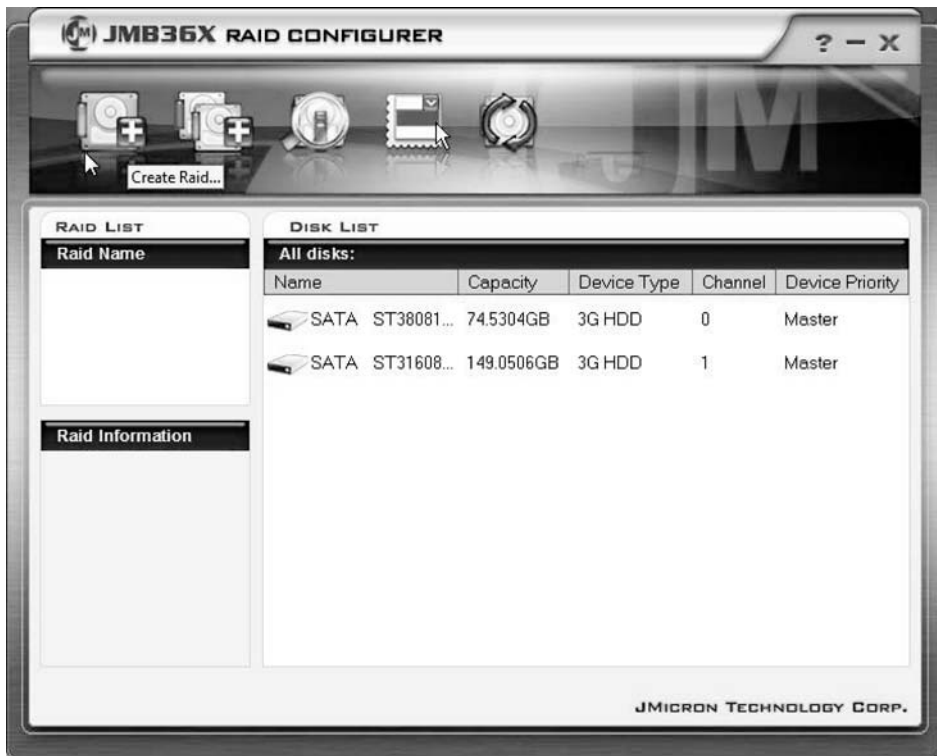 JMB36X RAID CONFIGURER
? – X
JM
Create Raid...
RAID LIST
Raid Name
Raid Information
DISK LIST
All disks:
Name Capacity Device Type Channel Device Priority
SATA ST38081... 74.5304GB 3G HDD 0 Master
SATA ST31608... 149.0506GB 3G HDD 1 Master
JMICRON TECHNOLOGY CORP.